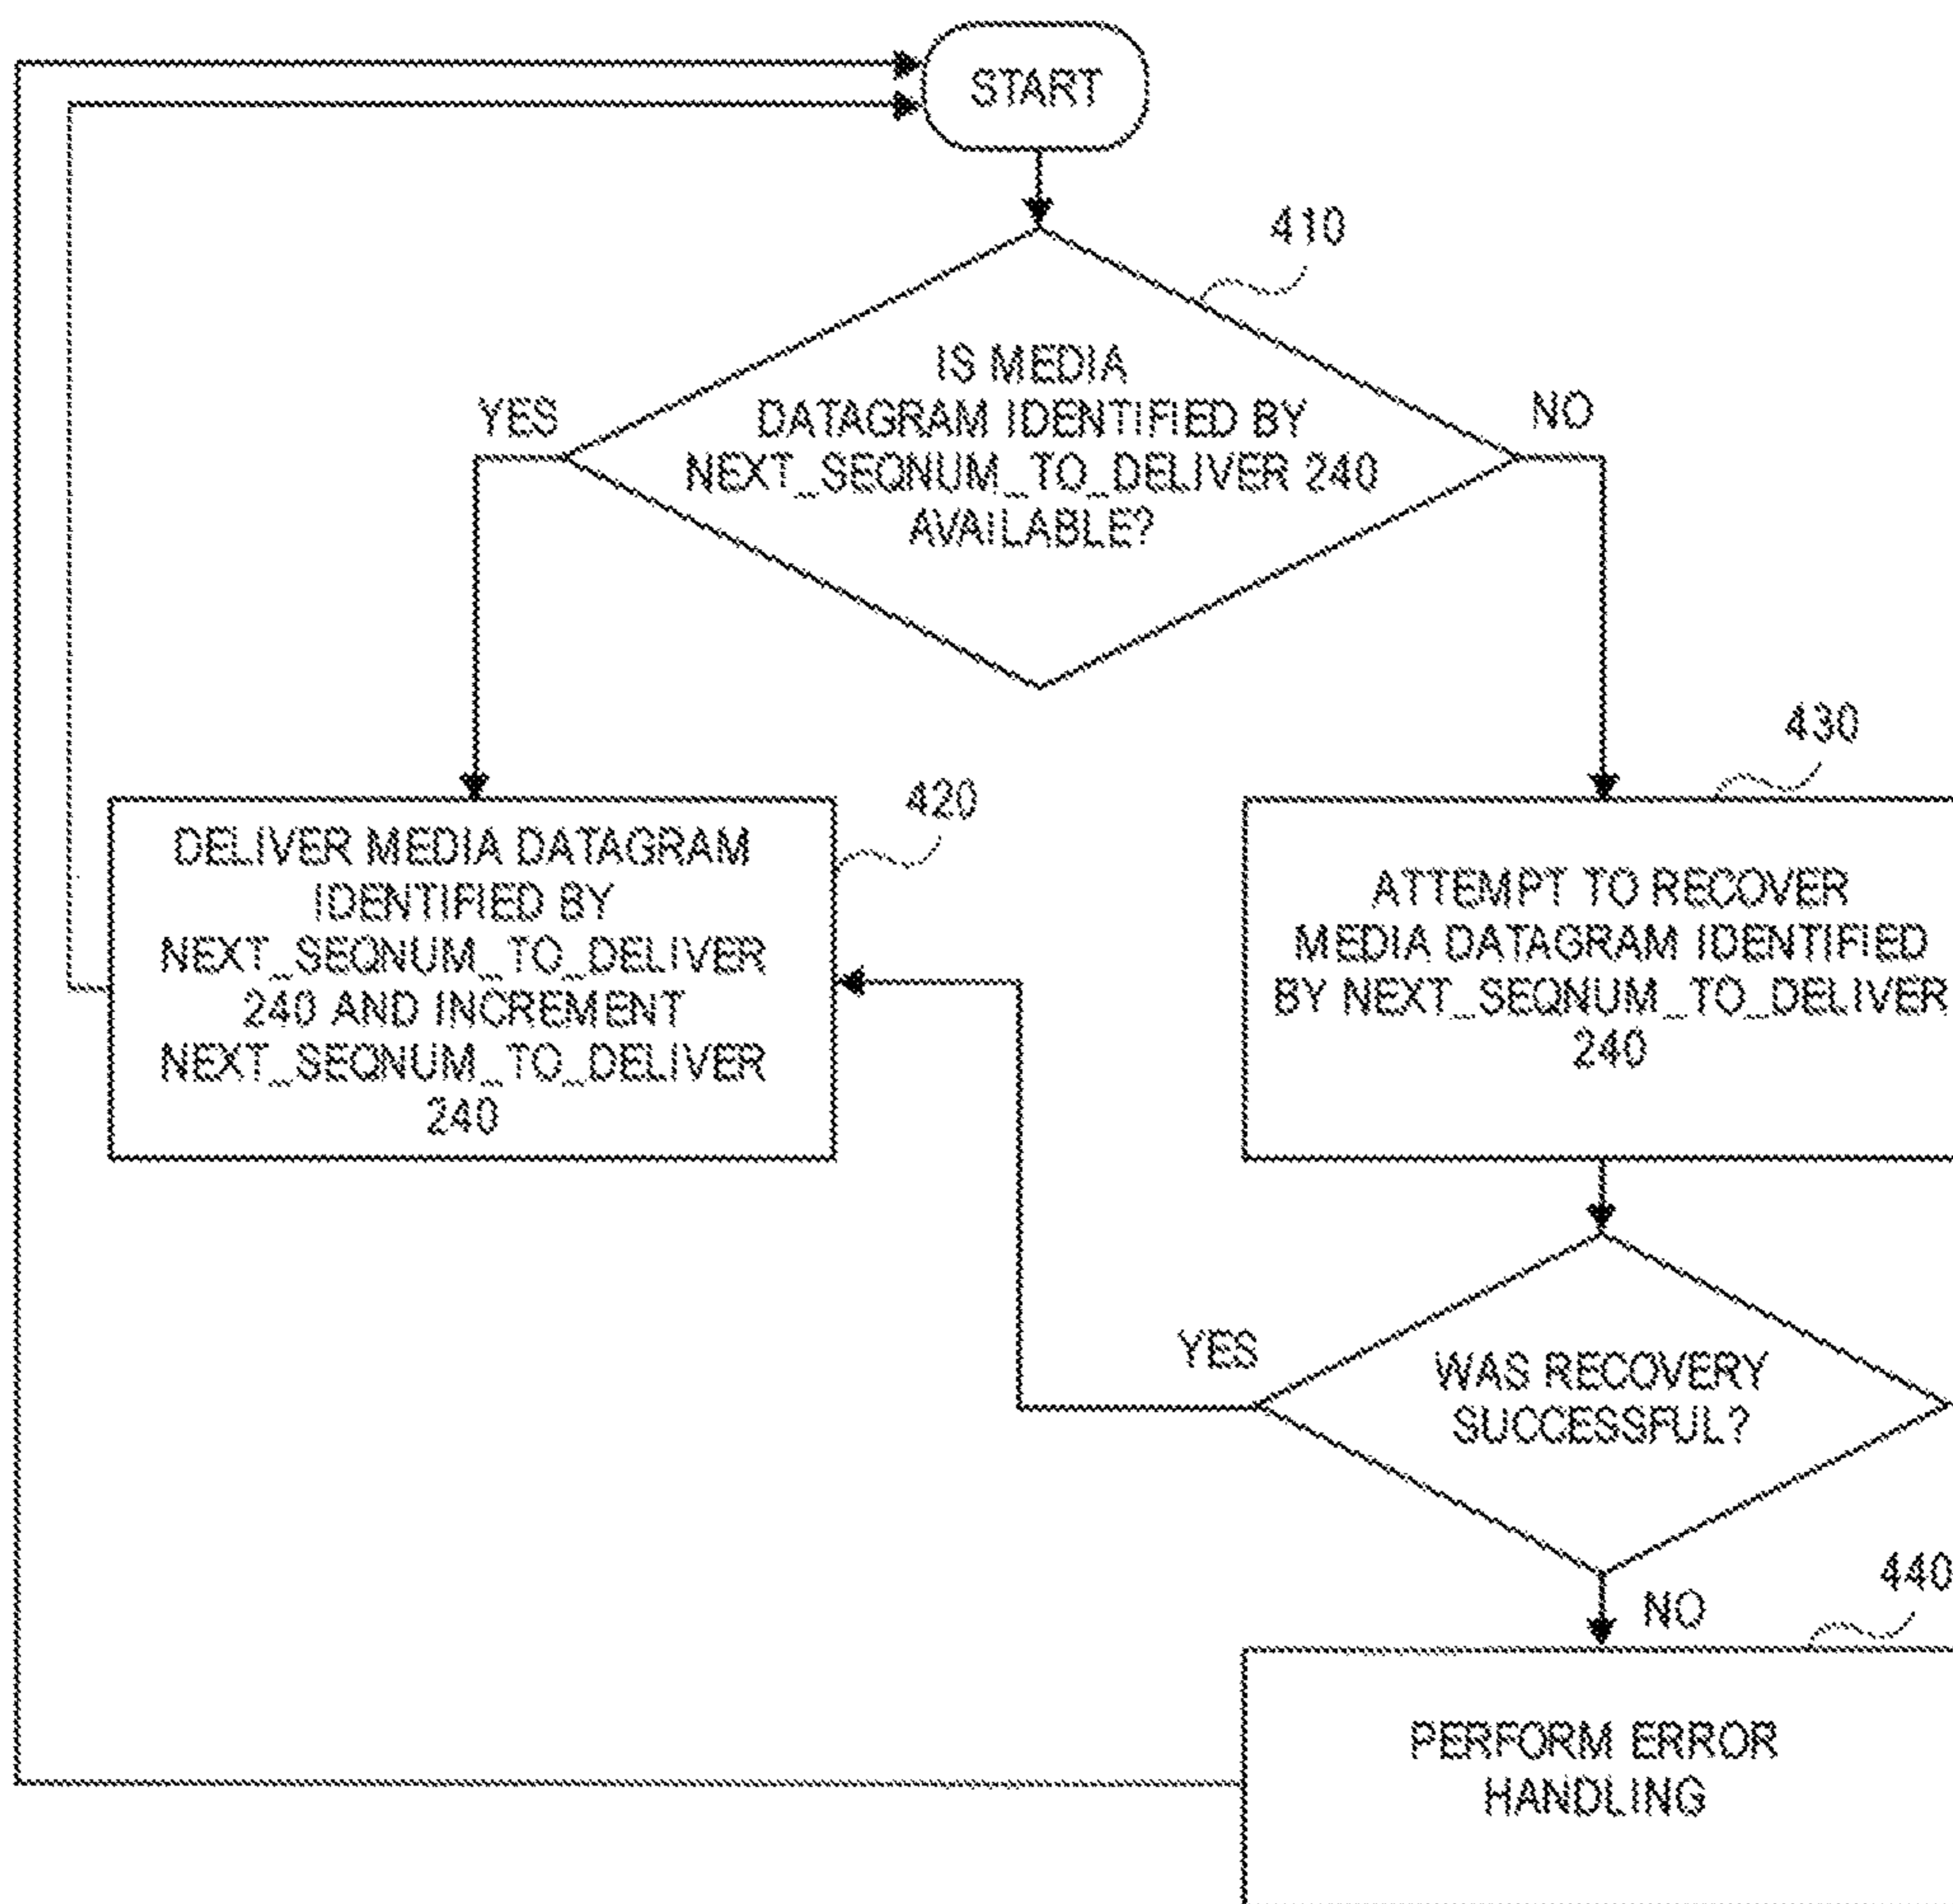 START
410
IS MEDIA
DATAGRAM IDENTIFIED BY
NEXT_SEQNUM_TO_DELIVER 240
AVAILABLE?
YES
NO
420
DELIVER MEDIA DATAGRAM
IDENTIFIED BY
NEXT_SEQNUM_TO_DELIVER
240 AND INCREMENT
NEXT_SEQNUM_TO_DELIVER
240
430
ATTEMPT TO RECOVER
MEDIA DATAGRAM IDENTIFIED
BY NEXT_SEQNUM_TO_DELIVER
240
YES
WAS RECOVERY
SUCCESSFUL?
NO
440
PERFORM ERROR
HANDLING